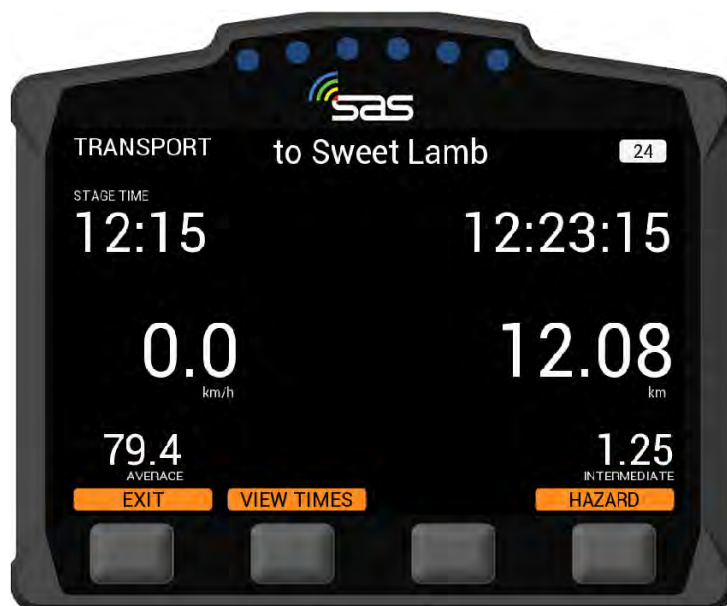 sas
TRANSPORT to Sweet Lamb 24
STAGE TIME
12:15 12:23:15
0.0 12.08
km/h km
79.4 1.25
AVERAGE INTERMEDIATE
EXIT VIEW TIMES HAZARD